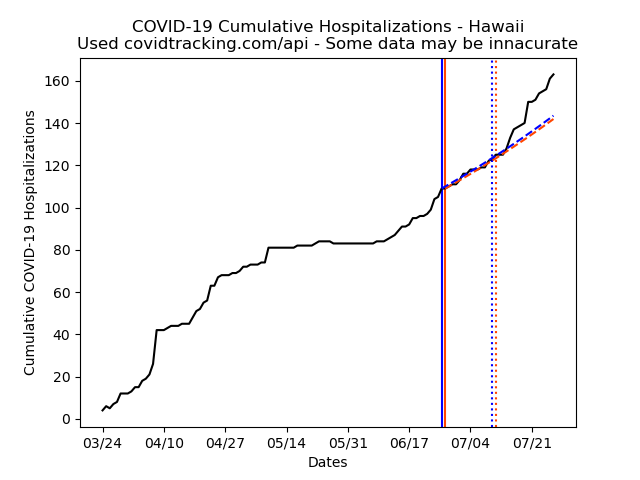 COVID-19 Cumulative Hospitalizations - Hawaii
Used covidtracking.com/api - Some data may be innacurate
Cumulative COVID-19 Hospitalizations
160
140
120
100
80
60
40
20
0
03/24 04/10 04/27 05/14 05/31 06/17 07/04 07/21
Dates